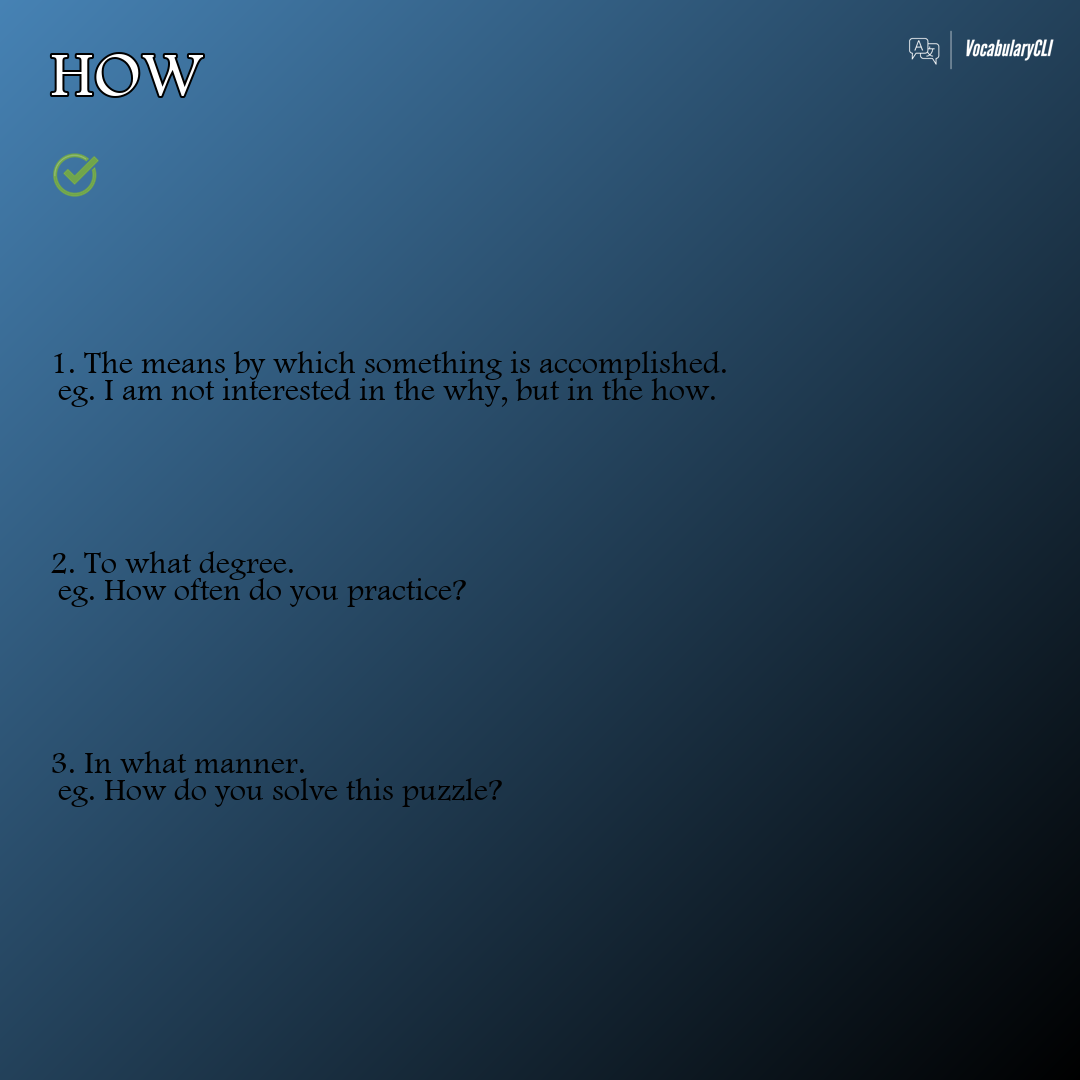 HOW
VocabularyCLI
1. The means by which something is accomplished.
eg. I am not interested in the why, but in the how.
2. To what degree.
eg. How often do you practice?
3. In what manner.
eg. How do you solve this puzzle?